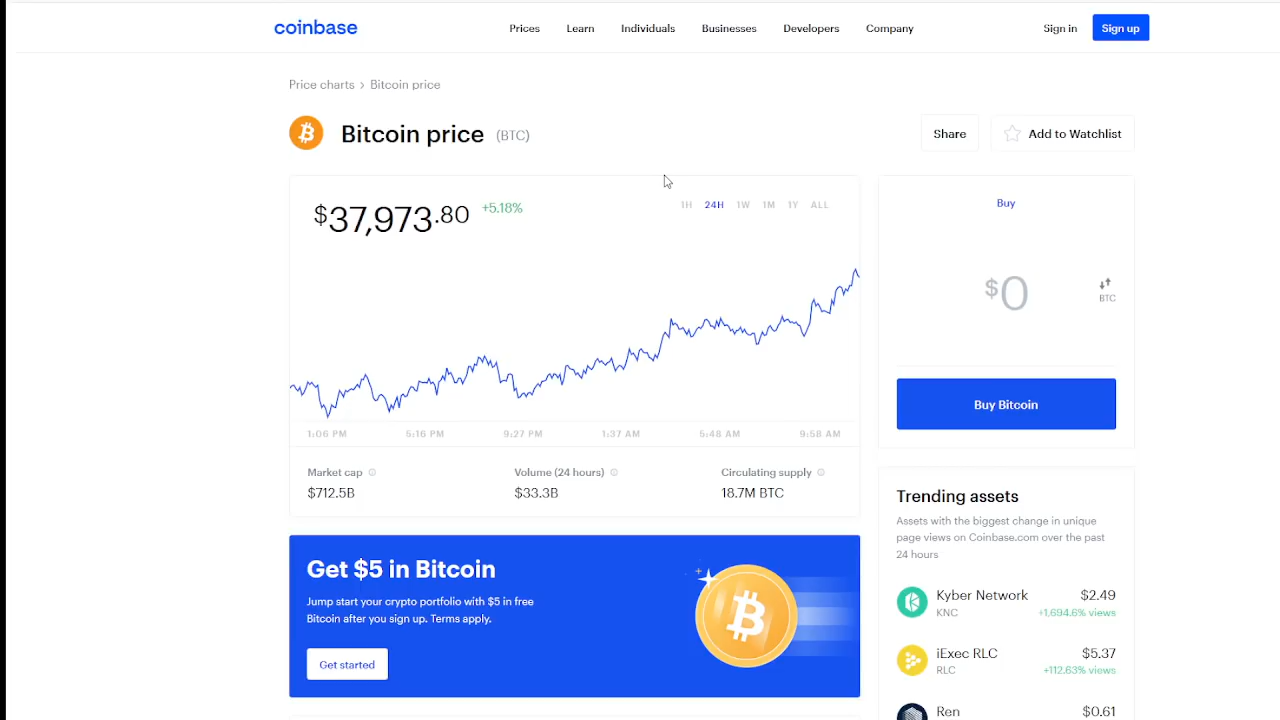 coinbase
Prices Learn Individuals Businesses Developers Company
Sign in Sign up
Price charts › Bitcoin price
Bitcoin price (BTC)
Share Add to Watchlist
$37,973.80 +5.18%
1H 24H 1W 1M 1Y ALL
1:06 PM 5:16 PM 9:27 PM 1:37 AM 5:48 AM 9:58 AM
Market cap Volume (24 hours) Circulating supply
$712.5B $33.3B 18.7M BTC
Buy
$0
BTC
Buy Bitcoin
Get $5 in Bitcoin
Jump start your crypto portfolio with $5 in free
Bitcoin after you sign up. Terms apply.
Get started
Trending assets
Assets with the biggest change in unique
page views on Coinbase.com over the past
24 hours
Kyber Network $2.49
KNC +1,694.6% views
iExec RLC $5.37
RLC +112.63% views
Ren $0.61